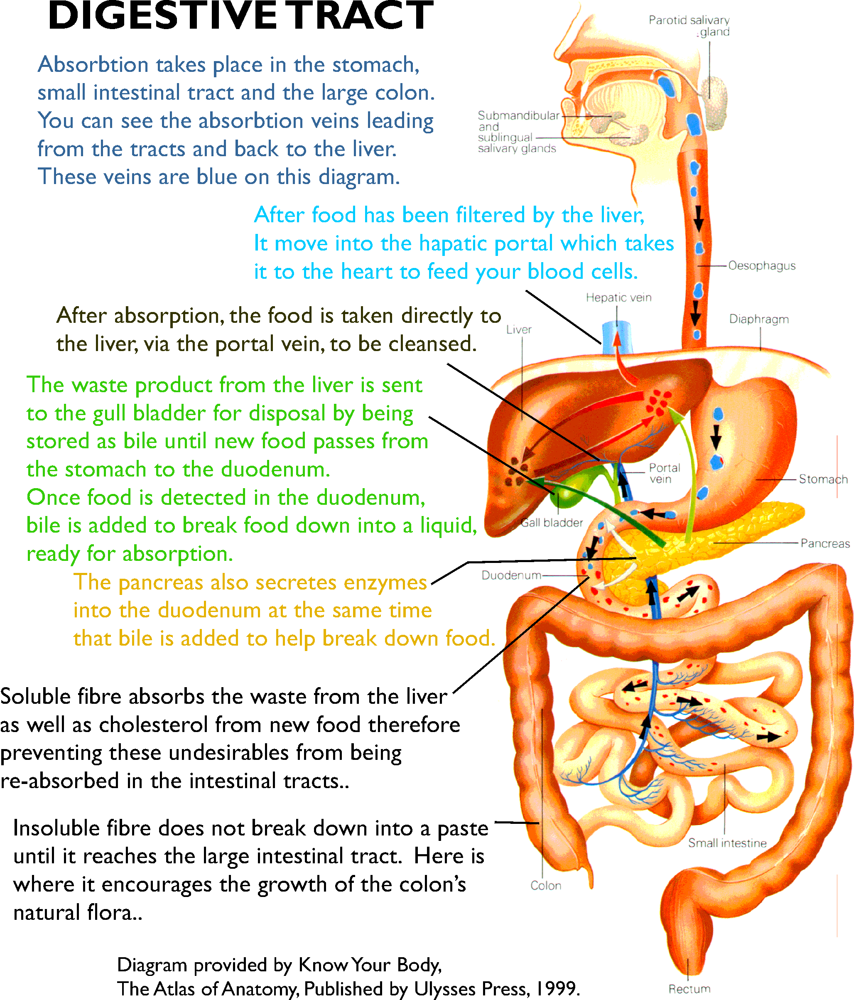 DIGESTIVE TRACT
Absorbtion takes place in the stomach,
small intestinal tract and the large colon.
You can see the absorbtion veins leading
from the tracts and back to the liver.
These veins are blue on this diagram.
After food has been filtered by the liver,
It move into the hapatic portal which takes
it to the heart to feed your blood cells.
After absorption, the food is taken directly to
the liver, via the portal vein, to be cleansed.
The waste product from the liver is sent
to the gull bladder for disposal by being
stored as bile until new food passes from
the stomach to the duodenum.
Once food is detected in the duodenum,
bile is added to break food down into a liquid,
ready for absorption.
The pancreas also secretes enzymes
into the duodenum at the same time
that bile is added to help break down food.
Soluble fibre absorbs the waste from the liver
as well as cholesterol from new food therefore
preventing these undesirables from being
re-absorbed in the intestinal tracts..
Insoluble fibre does not break down into a paste
until it reaches the large intestinal tract.  Here is
where it encourages the growth of the colon's
natural flora..
Diagram provided by Know Your Body,
The Atlas of Anatomy, Published by Ulysses Press, 1999.
Parotid salivary
gland
Submandibular
and
sublingual
salivary glands
Oesophagus
Hepatic vein
Diaphragm
Liver
Portal
vein
Stomach
Gall bladder
Pancreas
Duodenum
Small intestine
Colon
Rectum